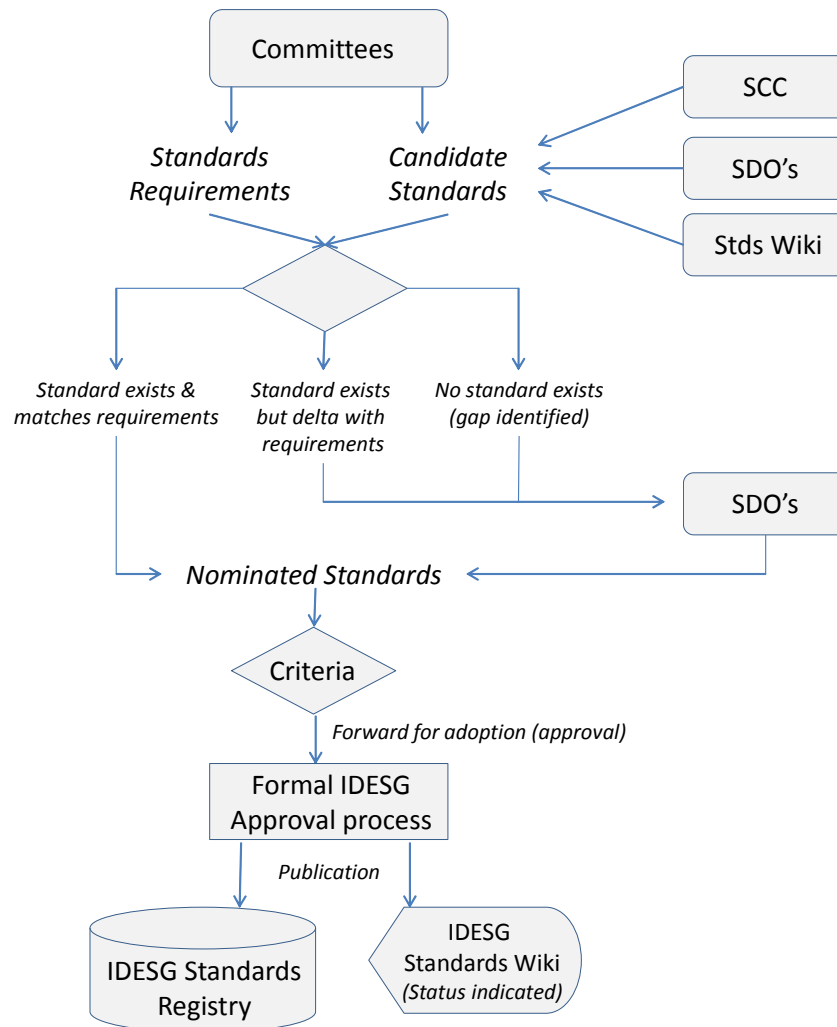 Committees
SCC
Standards
Requirements
Candidate
Standards
SDO’s
Stds Wiki
Standard exists &
matches requirements
Standard exists
but delta with
requirements
No standard exists
(gap identified)
SDO’s
Nominated Standards
Criteria
Forward for adoption (approval)
Formal IDESG
Approval process
Publication
IDESG Standards
Registry
IDESG
Standards Wiki
(Status indicated)